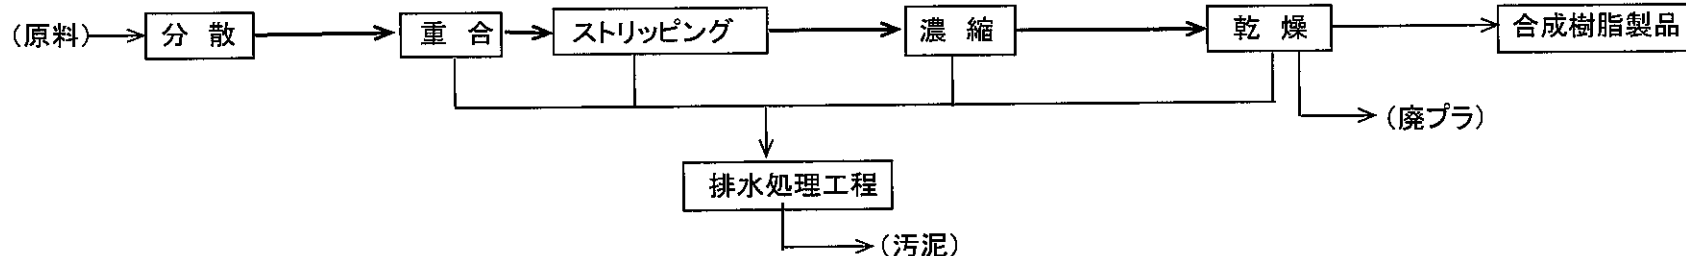 (原料) 分 散 重 合 ストリッピング 濃 縮 乾 燥 合成樹脂製品
(廃プラ)
排水処理工程
(汚泥)